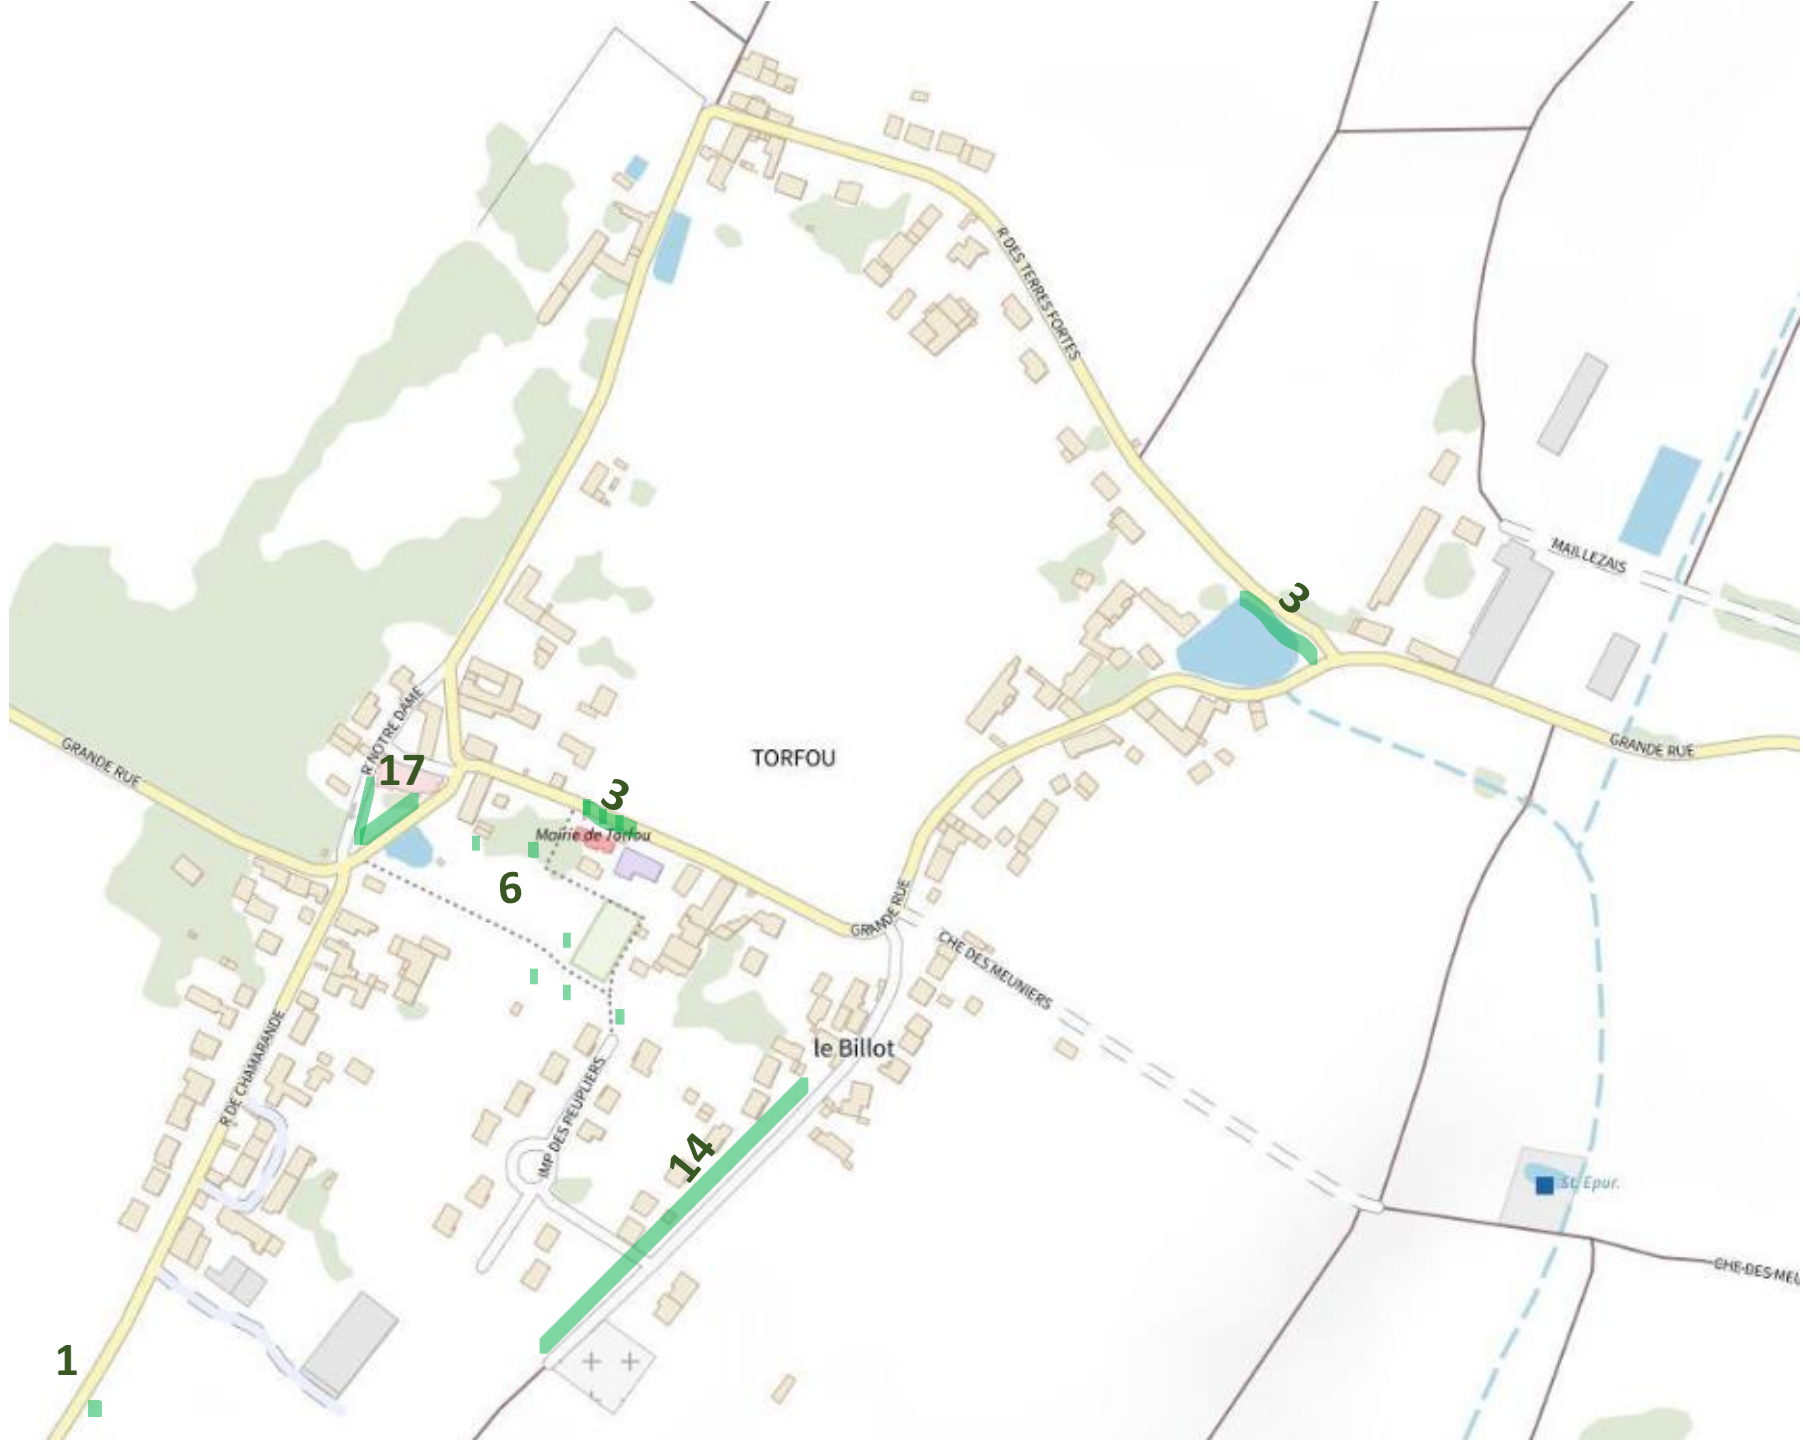 R DES TERRES FORTES
MAILLEZAIS
3
R NOTRE DAME
GRANDE RUE
17
TORFOU
GRANDE RUE
3
Mairie de Torfou
6
GRANDE RUE
CHE DES MEUNIERS
le Billot
R DE CHAMARANDE
IMP DES PEUPLIERS
14
St. Epur.
CHE DES MEU
1